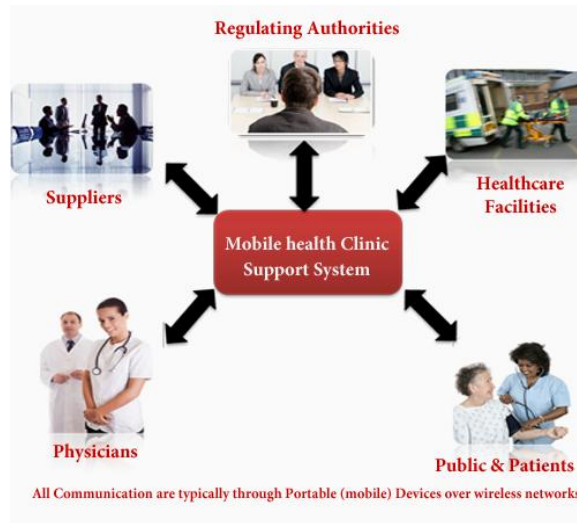 Regulating Authorities
Suppliers
Healthcare
Facilities
Mobile health Clinic
Support System
Physicians
Public & Patients
All Communication are typically through Portable (mobile) Devices over wireless networks